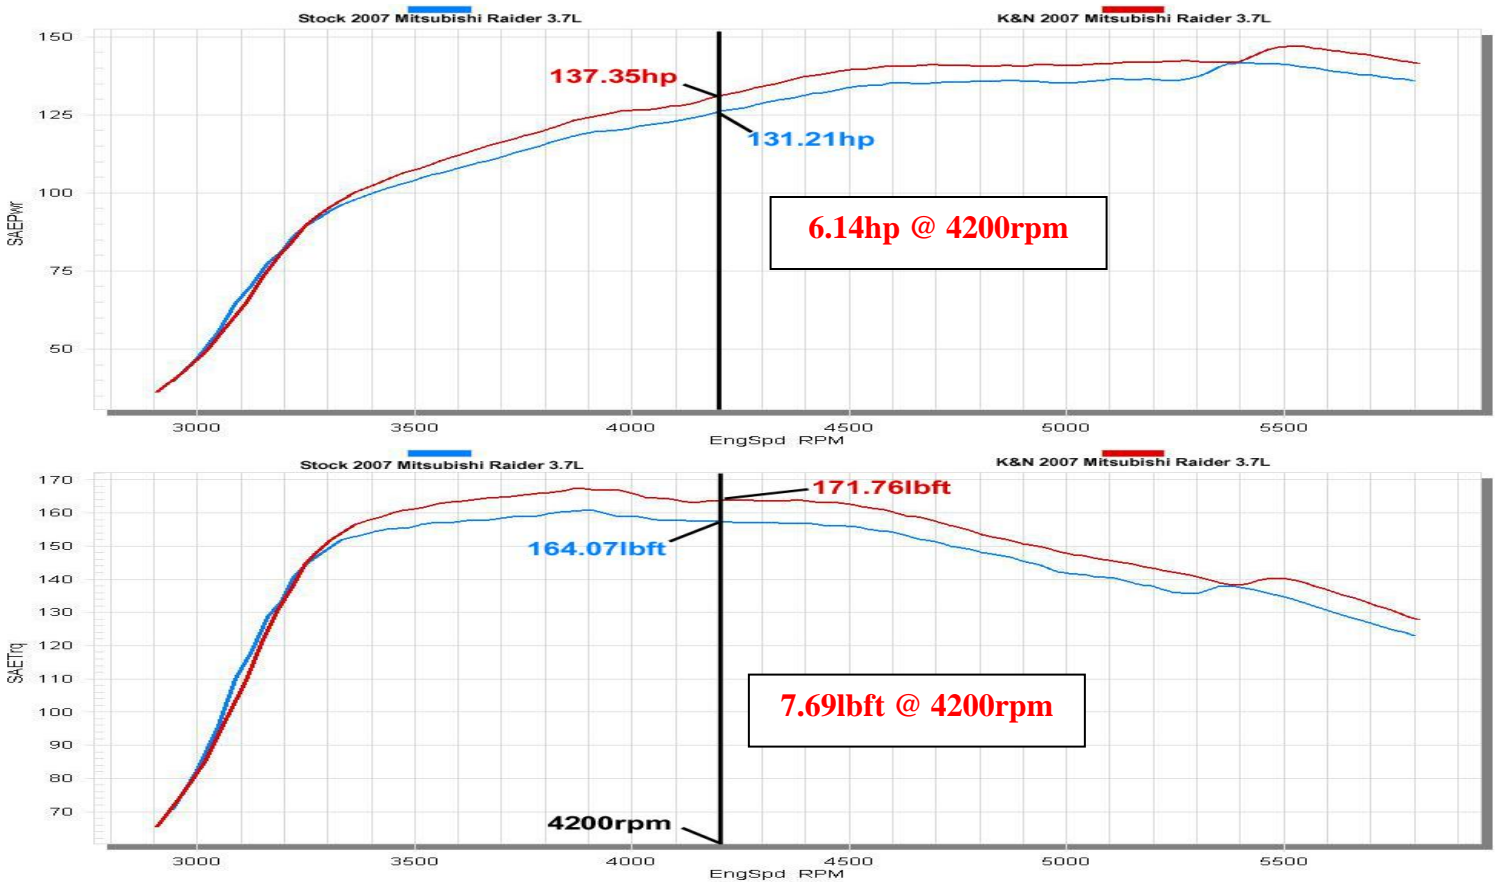 Stock 2007 Mitsubishi Raider 3.7L
K&N 2007 Mitsubishi Raider 3.7L
150
137.35hp
125
131.21hp
100
6.14hp @ 4200rpm
SAEPwr
75
50
3000 3500 4000 4500 5000 5500
EngSpd RPM
Stock 2007 Mitsubishi Raider 3.7L
K&N 2007 Mitsubishi Raider 3.7L
170
171.76lbft
160
164.07lbft
150
140
130
120
SAETrq
110
7.69lbft @ 4200rpm
100
90
80
70
4200rpm
3000 3500 4000 4500 5000 5500
EngSpd RPM